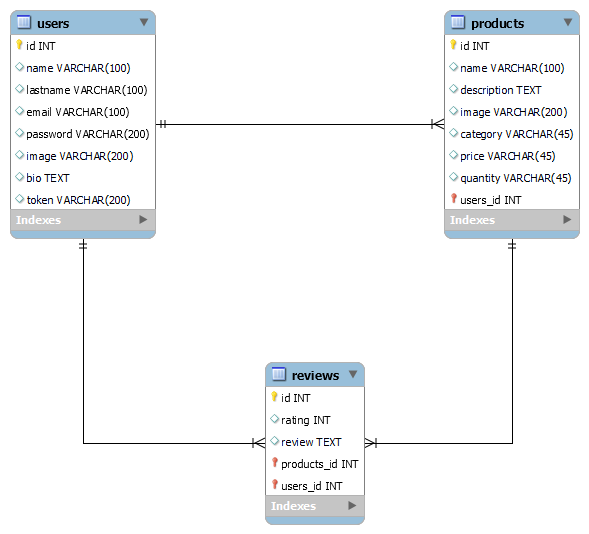 users
id INT
name VARCHAR(100)
lastname VARCHAR(100)
email VARCHAR(100)
password VARCHAR(200)
image VARCHAR(200)
bio TEXT
token VARCHAR(200)
Indexes
products
id INT
name VARCHAR(100)
description TEXT
image VARCHAR(200)
category VARCHAR(45)
price VARCHAR(45)
quantity VARCHAR(45)
users_id INT
Indexes
reviews
id INT
rating INT
review TEXT
products_id INT
users_id INT
Indexes